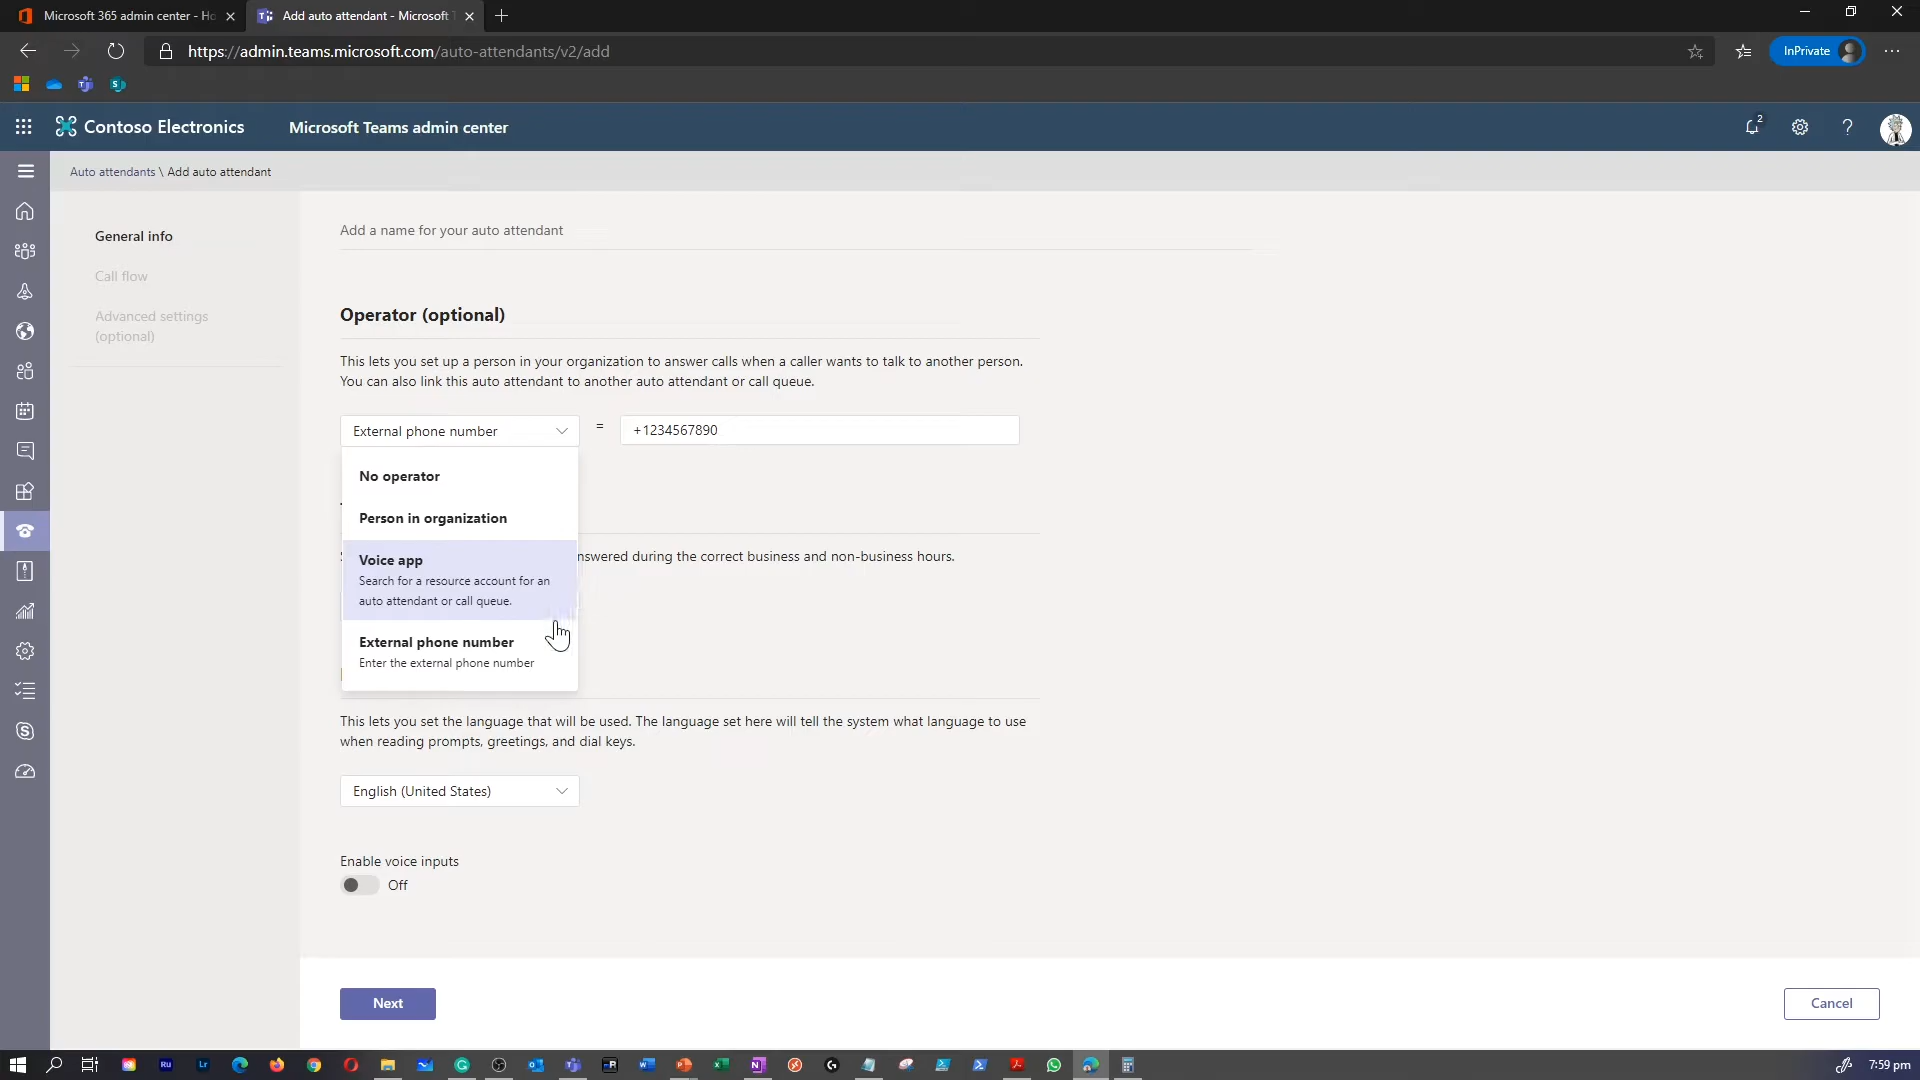 Microsoft 365 admin center - Ho
Add auto attendant - Microsoft T
https://admin.teams.microsoft.com/auto-attendants/v2/add
InPrivate
Contoso Electronics
Microsoft Teams admin center
2
Auto attendants \ Add auto attendant
General info
Call flow
Advanced settings
(optional)
Add a name for your auto attendant
Operator (optional)
This lets you set up a person in your organization to answer calls when a caller wants to talk to another person.
You can also link this auto attendant to another auto attendant or call queue.
External phone number
=
+1234567890
No operator
Person in organization
Voice app
Search for a resource account for an
auto attendant or call queue.
External phone number
Enter the external phone number
nswered during the correct business and non-business hours.
This lets you set the language that will be used. The language set here will tell the system what language to use
when reading prompts, greetings, and dial keys.
English (United States)
Enable voice inputs
Off
Next
Cancel
7:59 pm